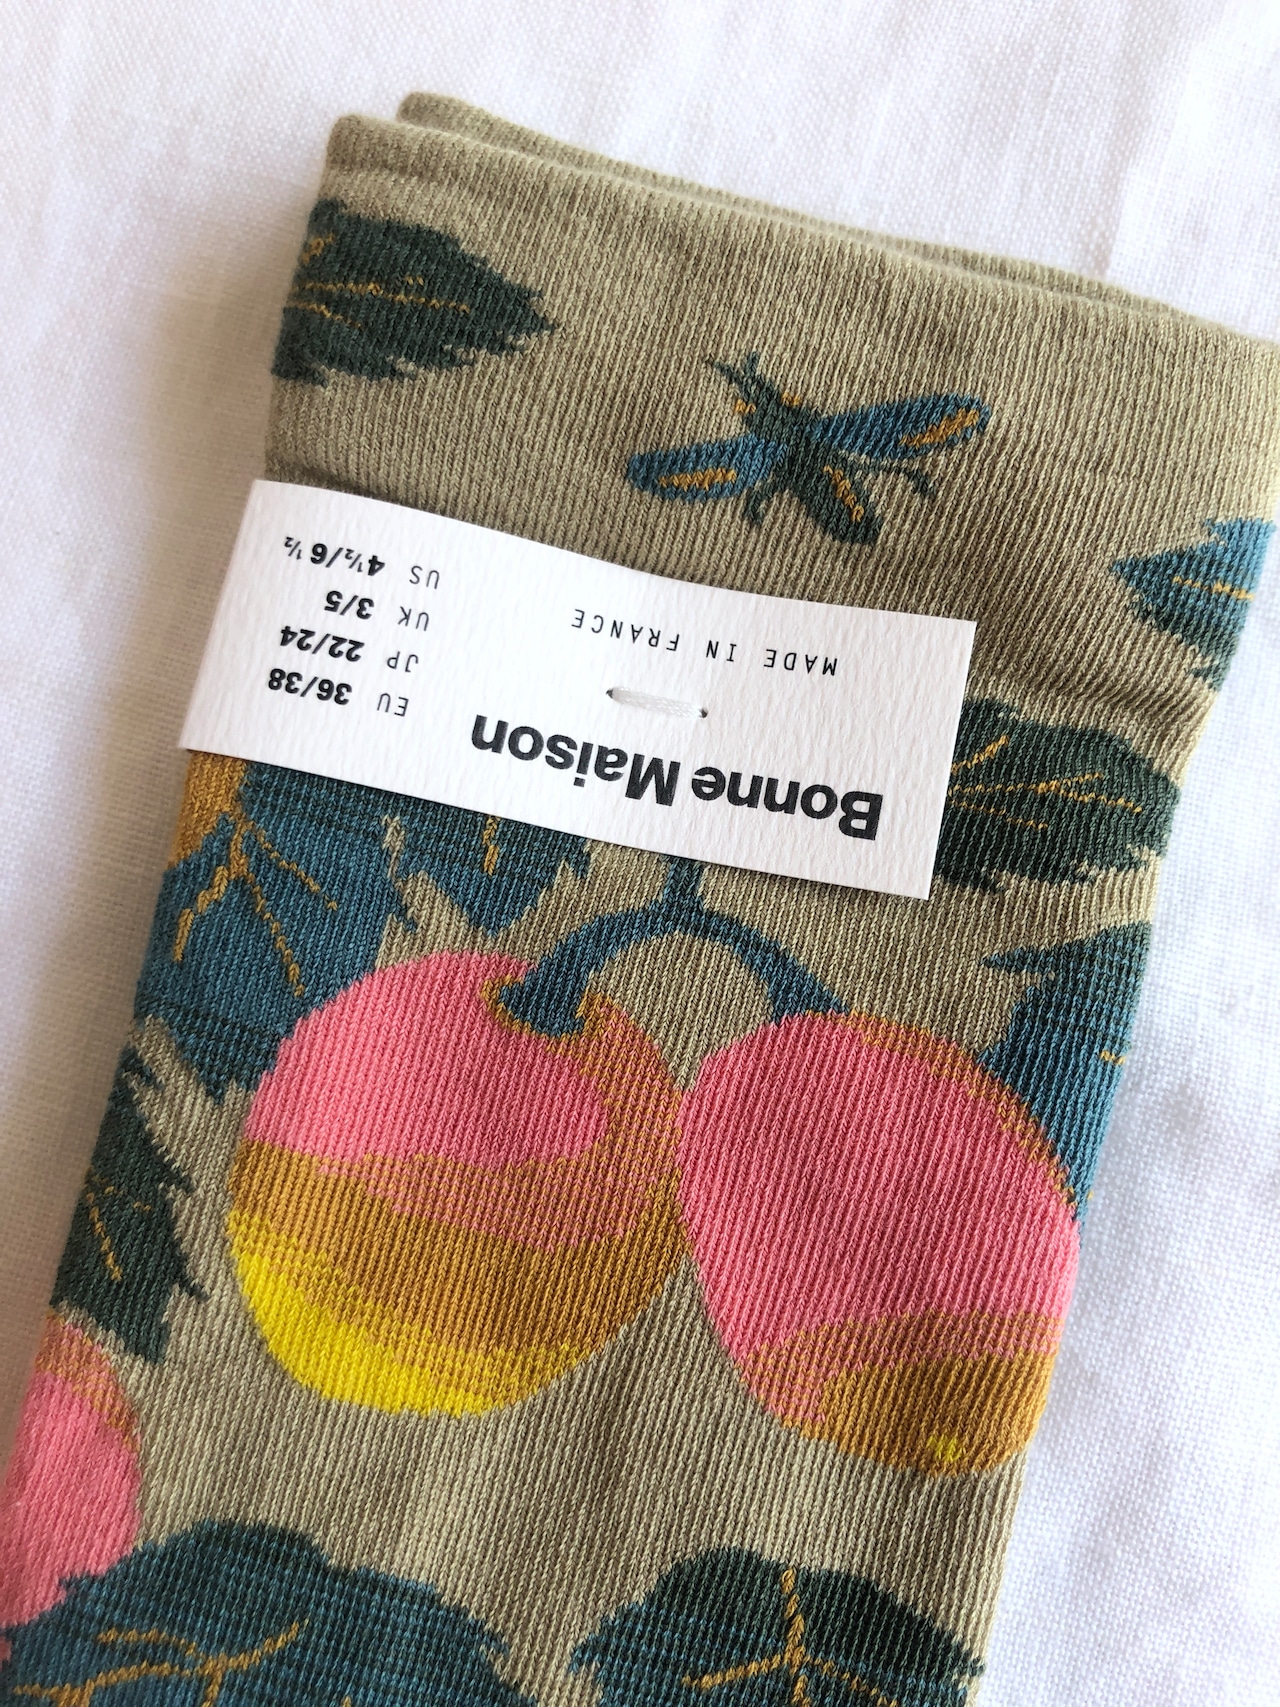 Bonne Maison
MADE IN FRANCE
EU 36/38
JP 22/24
UK 3/5
US 4½/6½